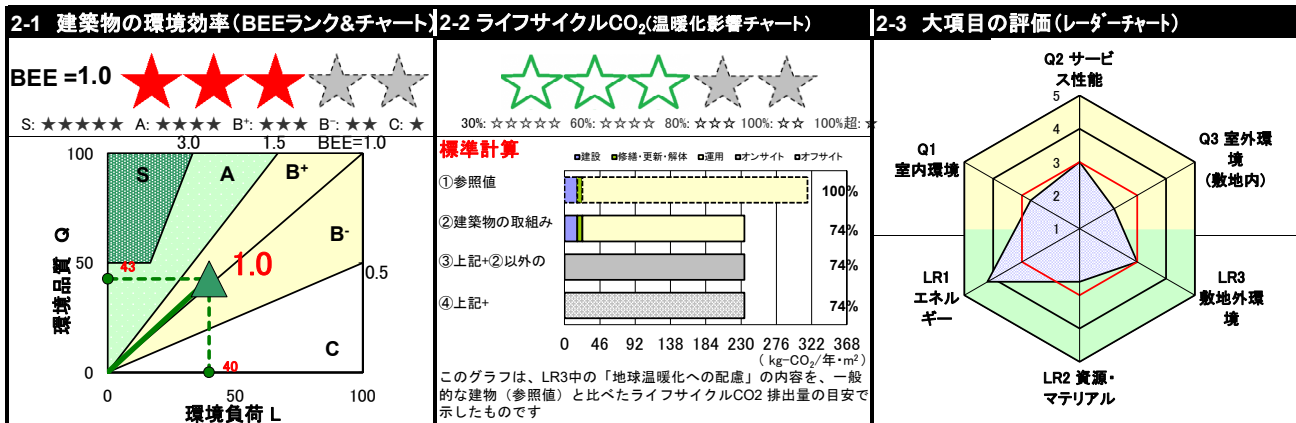 2-1 建築物の環境効率(BEEランク&チャート)
BEE =1.0
S: ★★★★★ A: ★★★★ B⁺: ★★★ B⁻: ★★ C: ★
3.0 1.5 BEE=1.0
100
S A B⁺
B⁻
環境品質 Q
50
43
1.0
0.5
C
40
0
0 50 100
環境負荷 L
2-2 ライフサイクルCO₂(温暖化影響チャート)
30%: ☆☆☆☆☆ 60%: ☆☆☆☆ 80%: ☆☆☆ 100%: ☆☆ 100%超: ☆
標準計算
建設 修繕・更新・解体 運用 オンサイト オフサイト
①参照値 100%
②建築物の取組み 74%
③上記+②以外の 74%
④上記+ 74%
0 46 92 138 184 230 276 322 368
( kg-CO₂/年・m²)
このグラフは、LR3中の「地球温暖化への配慮」の内容を、一般
的な建物(参照値)と比べたライフサイクルCO2 排出量の目安で
示したものです
2-3 大項目の評価(レーダーチャート)
Q2 サービ
ス性能
5
4
3
2
1
Q1
室内環境
Q3 室外環
境
(敷地内)
LR1
エネル
ギー
LR3
敷地外環
境
LR2 資源・
マテリアル